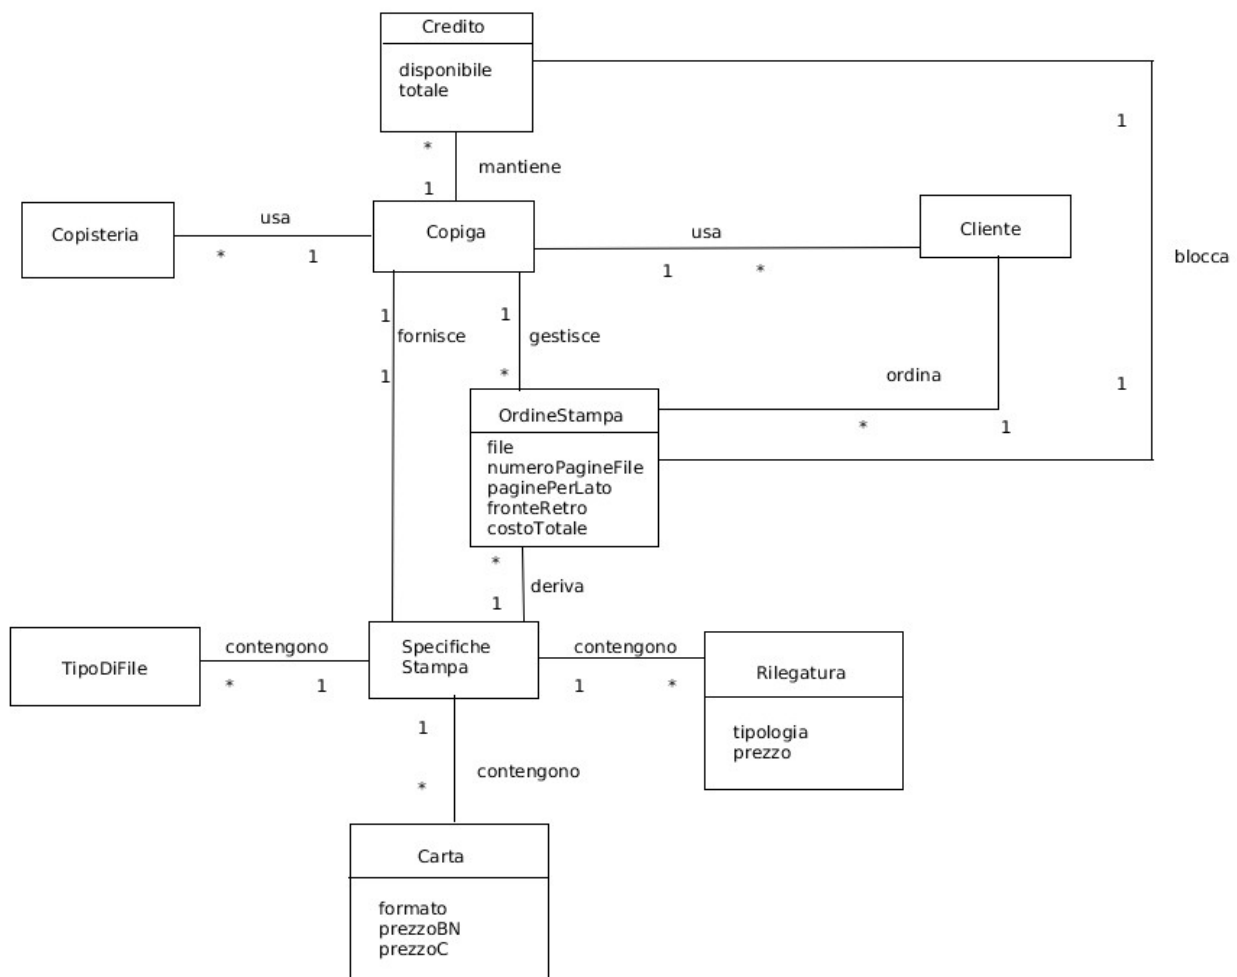 Credito
disponibile
totale
1
*
mantiene
1
Copisteria
usa
*
1
Copiga
usa
1
*
Cliente
blocca
1
fornisce
1
1
gestisce
*
ordina
1
OrdineStampa
*
1
file
numeroPagineFile
paginePerLato
fronteRetro
costoTotale
*
deriva
1
TipoDiFile
contengono
*
1
Specifiche
Stampa
contengono
1
*
Rilegatura
tipologia
prezzo
1
contengono
*
Carta
formato
prezzoBN
prezzoC